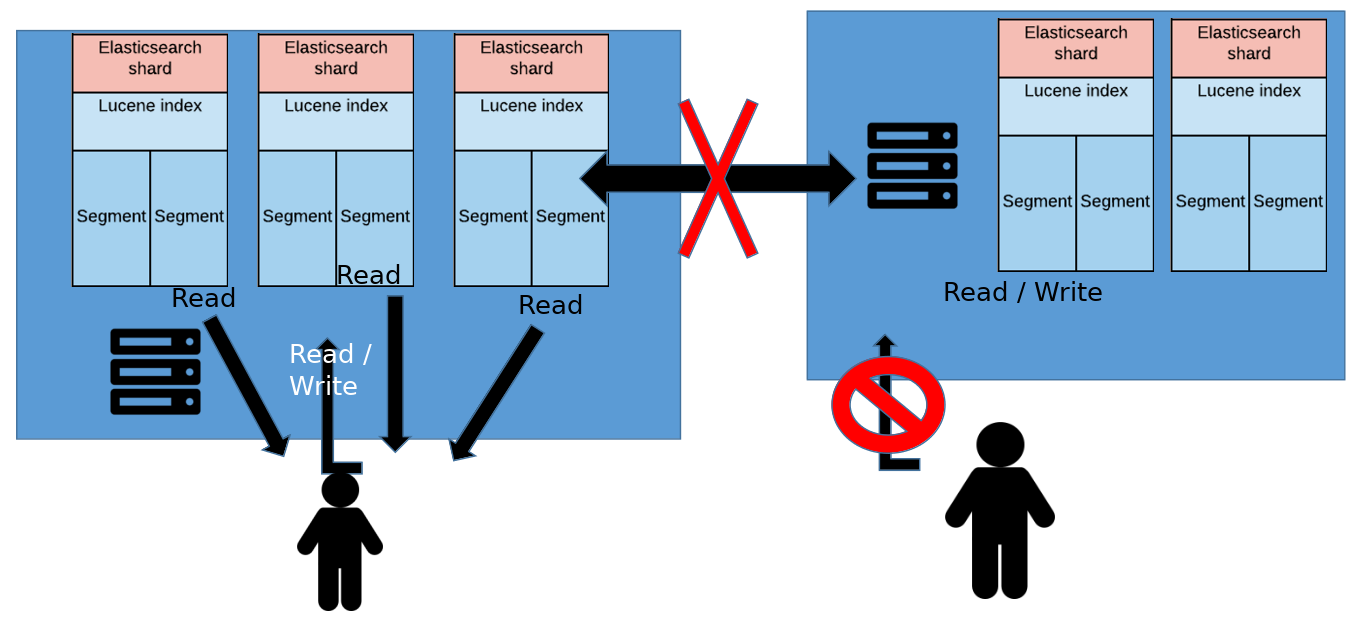 Elasticsearch
shard
Lucene index
Segment
Segment
Elasticsearch
shard
Lucene index
Segment
Segment
Elasticsearch
shard
Lucene index
Segment
Segment
Read
Read
Read
Read /
Write
Elasticsearch
shard
Lucene index
Segment
Segment
Elasticsearch
shard
Lucene index
Segment
Segment
Read / Write